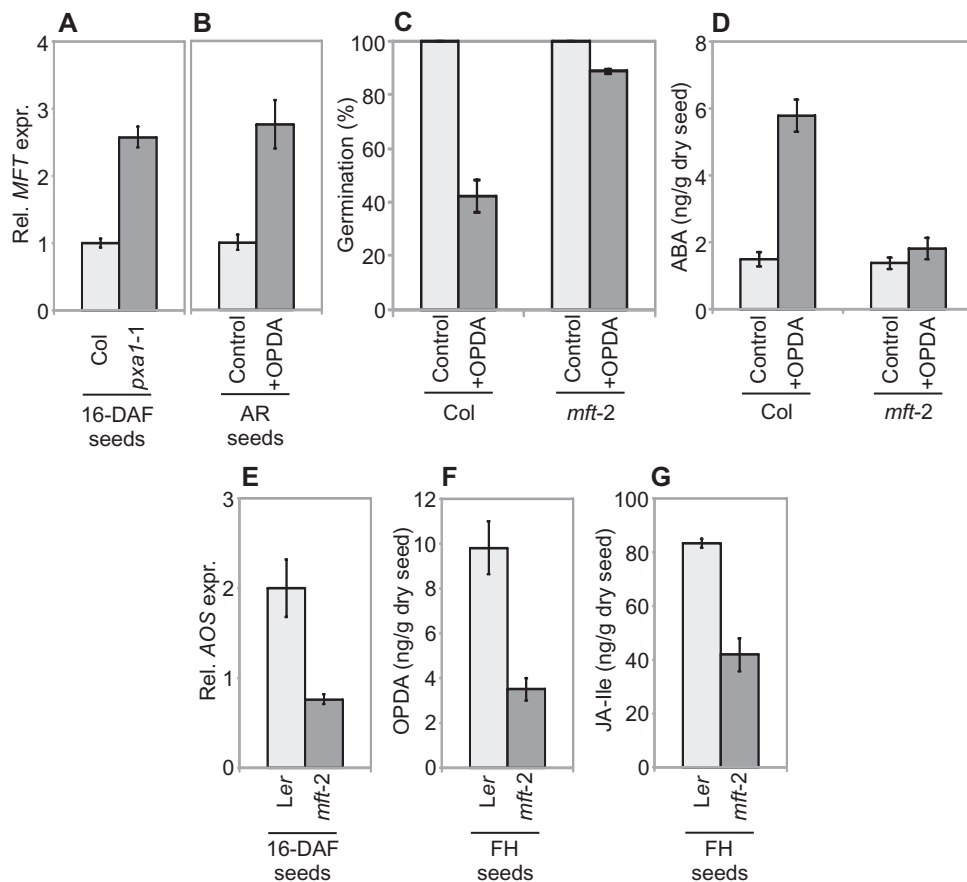 A
Rel. MFT expr.
4
3
2
1
0
Col
pxa1-1
16-DAF
seeds
B
Control
+OPDA
AR
seeds
C
Germination (%)
100
80
60
40
20
0
Control
+OPDA
Control
+OPDA
Col
mft-2
D
ABA (ng/g dry seed)
8
6
4
2
0
Control
+OPDA
Control
+OPDA
Col
mft-2
E
Rel. AOS expr.
3
2
1
0
Ler
mft-2
16-DAF
seeds
F
OPDA (ng/g dry seed)
12
10
8
6
4
2
0
Ler
mft-2
FH
seeds
G
JA-Ile (ng/g dry seed)
100
80
60
40
20
0
Ler
mft-2
FH
seeds